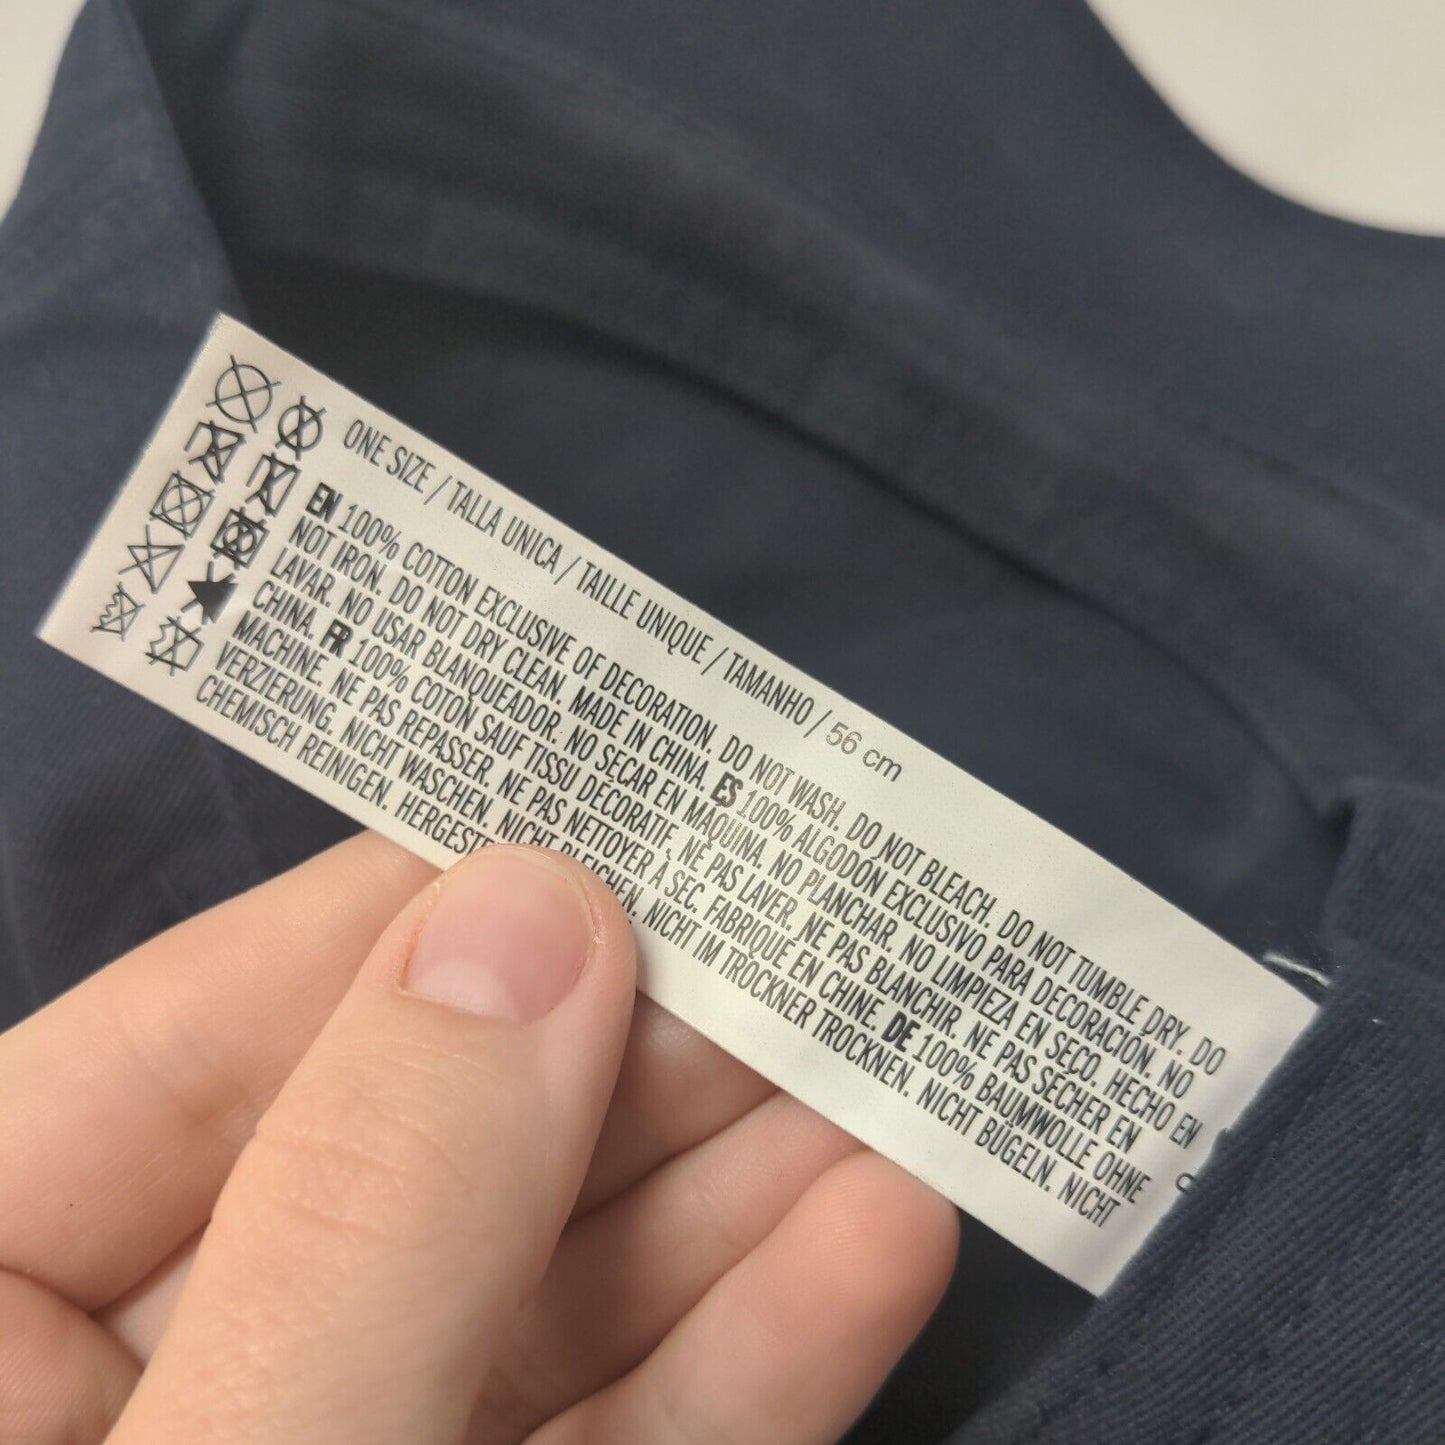 ONE SIZE / TALLA UNICA / TAILLE UNIQUE / TAMANHO / 56 cm
EN 100% COTTON EXCLUSIVE OF DECORATION. DO NOT WASH. DO NOT BLEACH. DO NOT TUMBLE DRY. DO
NOT IRON. DO NOT DRY CLEAN. MADE IN CHINA. ES 100% ALGODÓN EXCLUSIVO PARA DECORACIÓN. NO
LAVAR. NO USAR BLANQUEADOR. NO SECAR EN MÁQUINA. NO PLANCHAR. NO LIMPIEZA EN SECO. HECHO EN
CHINA. FR 100% COTON SAUF TISSU DÉCORATIF. NE PAS LAVER. NE PAS BLANCHIR. NE PAS SÉCHER EN
MACHINE. NE PAS REPASSER. NE PAS NETTOYER À SEC. FABRIQUÉ EN CHINE. DE 100% BAUMWOLLE OHNE
VERZIERUNG. NICHT WASCHEN. NICHT BLEICHEN. NICHT IM TROCKNER TROCKNEN. NICHT BÜGELN. NICHT
CHEMISCH REINIGEN.